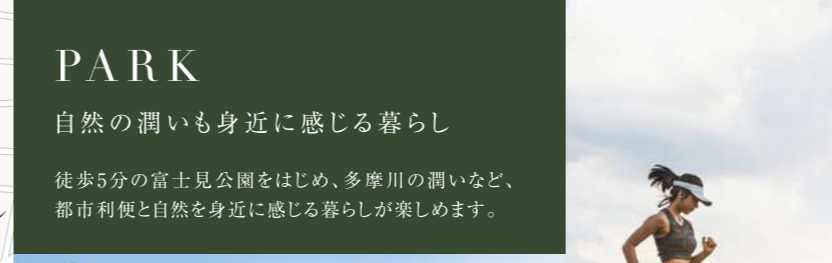 PARK
自然の潤いも身近に感じる暮らし
徒歩5分の富士見公園をはじめ、多摩川の潤いなど、
都市利便と自然を身近に感じる暮らしが楽しめます。